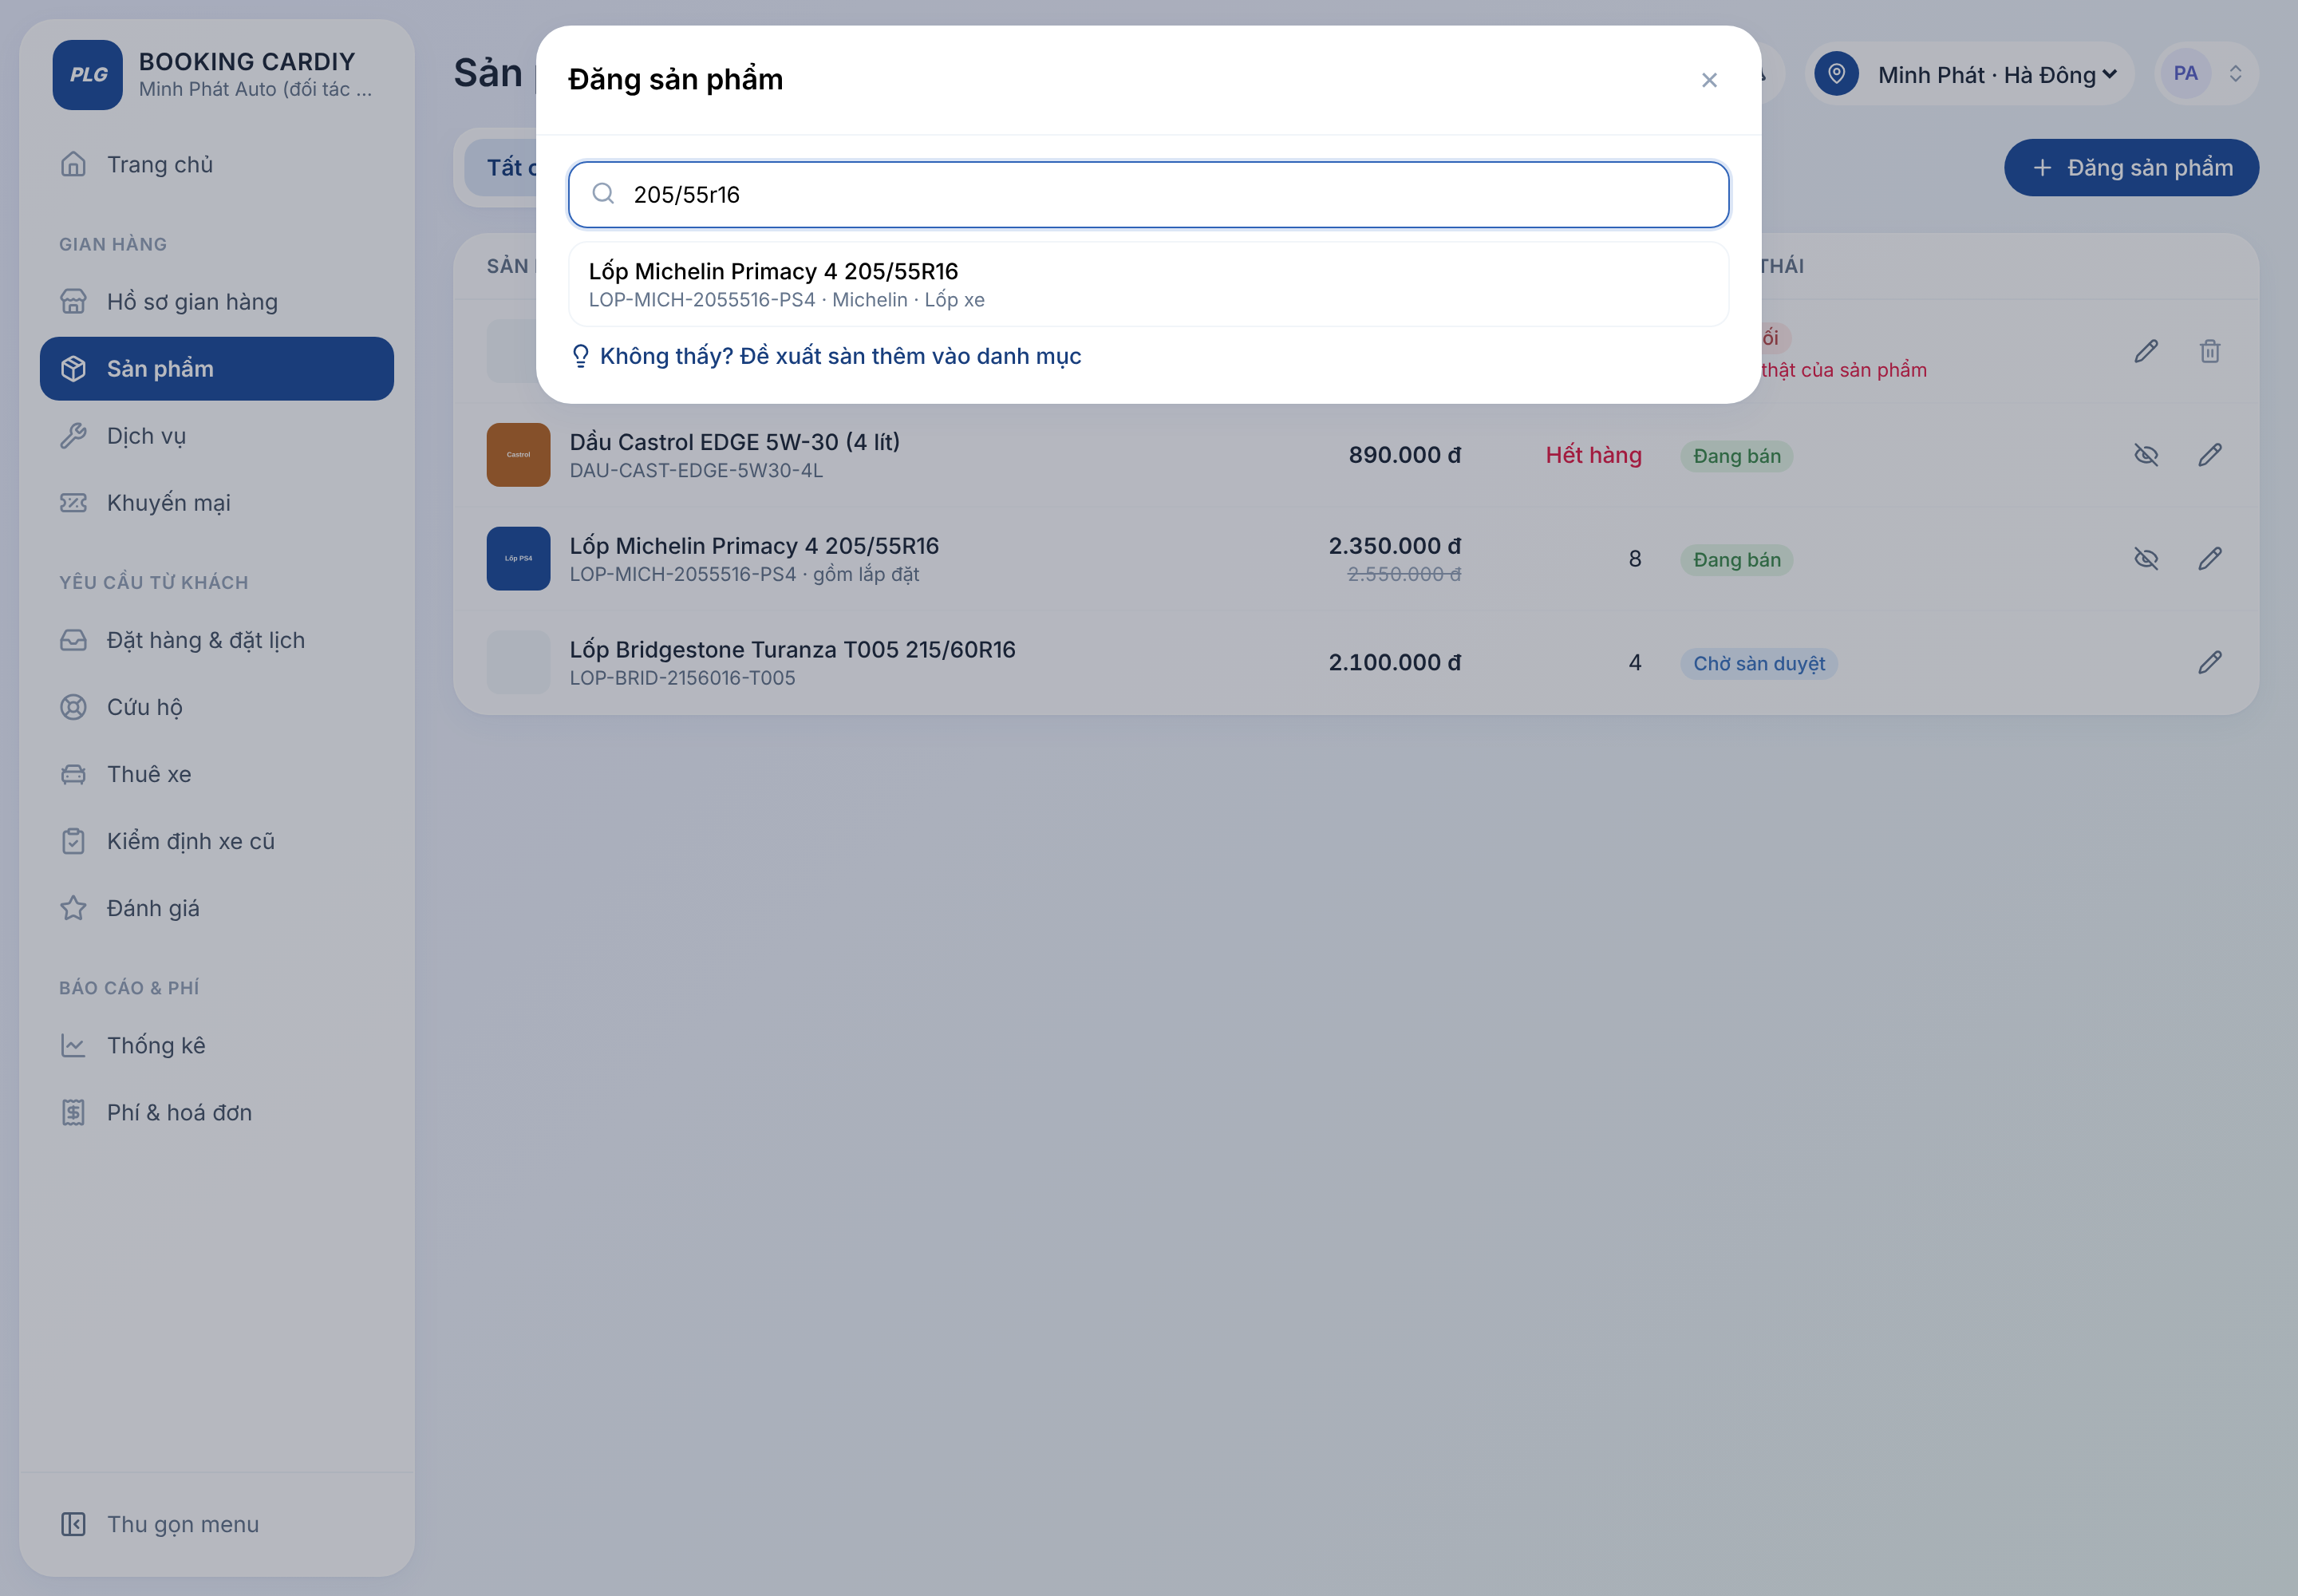 PLG
BOOKING CARDIY
Minh Phát Auto (đối tác ...
Trang chủ
GIAN HÀNG
Hồ sơ gian hàng
Sản phẩm
Dịch vụ
Khuyến mại
YÊU CẦU TỪ KHÁCH
Đặt hàng & đặt lịch
Cứu hộ
Thuê xe
Kiểm định xe cũ
Đánh giá
BÁO CÁO & PHÍ
Thống kê
Phí & hoá đơn
Thu gọn menu
Sản
Minh Phát · Hà Đông
PA
Tất
Đăng sản phẩm
Đăng sản phẩm
205/55r16
Lốp Michelin Primacy 4 205/55R16
LOP-MICH-2055516-PS4 · Michelin · Lốp xe
Không thấy? Đề xuất sàn thêm vào danh mục
SẢN
THÁI
ối
thật của sản phẩm
Castrol
Dầu Castrol EDGE 5W-30 (4 lít)
DAU-CAST-EDGE-5W30-4L
890.000 đ
Hết hàng
Đang bán
Lốp PS4
Lốp Michelin Primacy 4 205/55R16
LOP-MICH-2055516-PS4 · gồm lắp đặt
2.350.000 đ
2.550.000 đ
8
Đang bán
Lốp Bridgestone Turanza T005 215/60R16
LOP-BRID-2156016-T005
2.100.000 đ
4
Chờ sàn duyệt